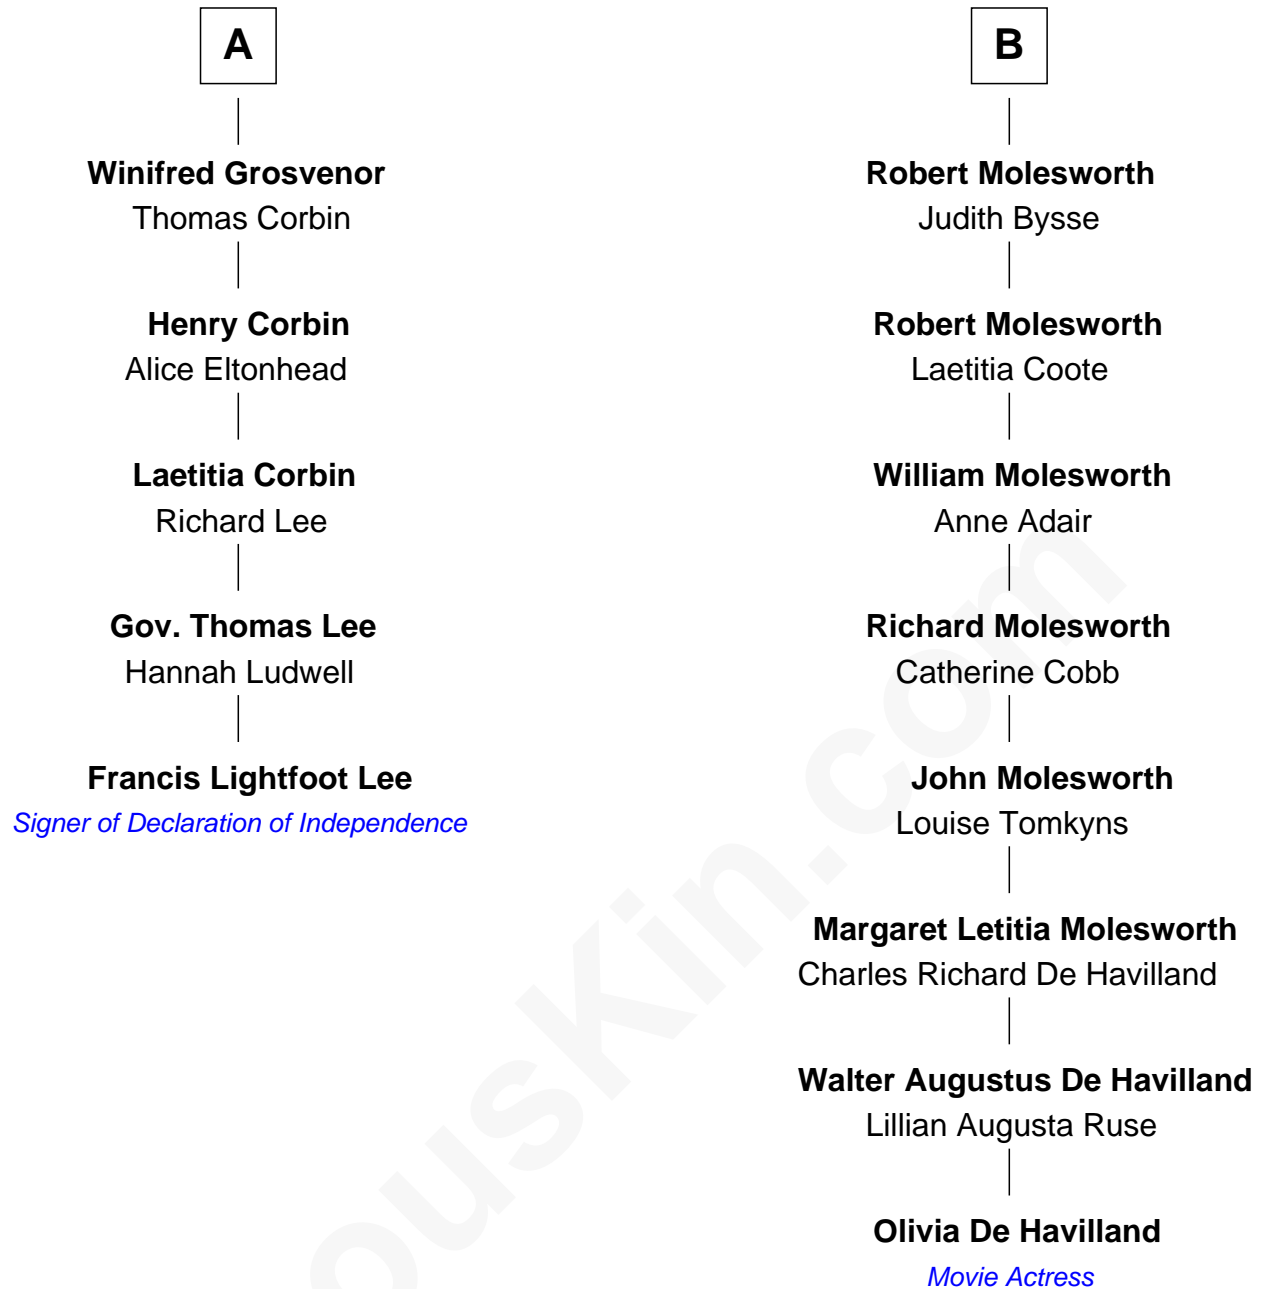 A
Winifred Grosvenor
Thomas Corbin
Henry Corbin
Alice Eltonhead
Laetitia Corbin
Richard Lee
Gov. Thomas Lee
Hannah Ludwell
Francis Lightfoot Lee
Signer of Declaration of Independence
B
Robert Molesworth
Judith Bysse
Robert Molesworth
Laetitia Coote
William Molesworth
Anne Adair
Richard Molesworth
Catherine Cobb
John Molesworth
Louise Tomkyns
Margaret Letitia Molesworth
Charles Richard De Havilland
Walter Augustus De Havilland
Lillian Augusta Ruse
Olivia De Havilland
Movie Actress
ousKin.com